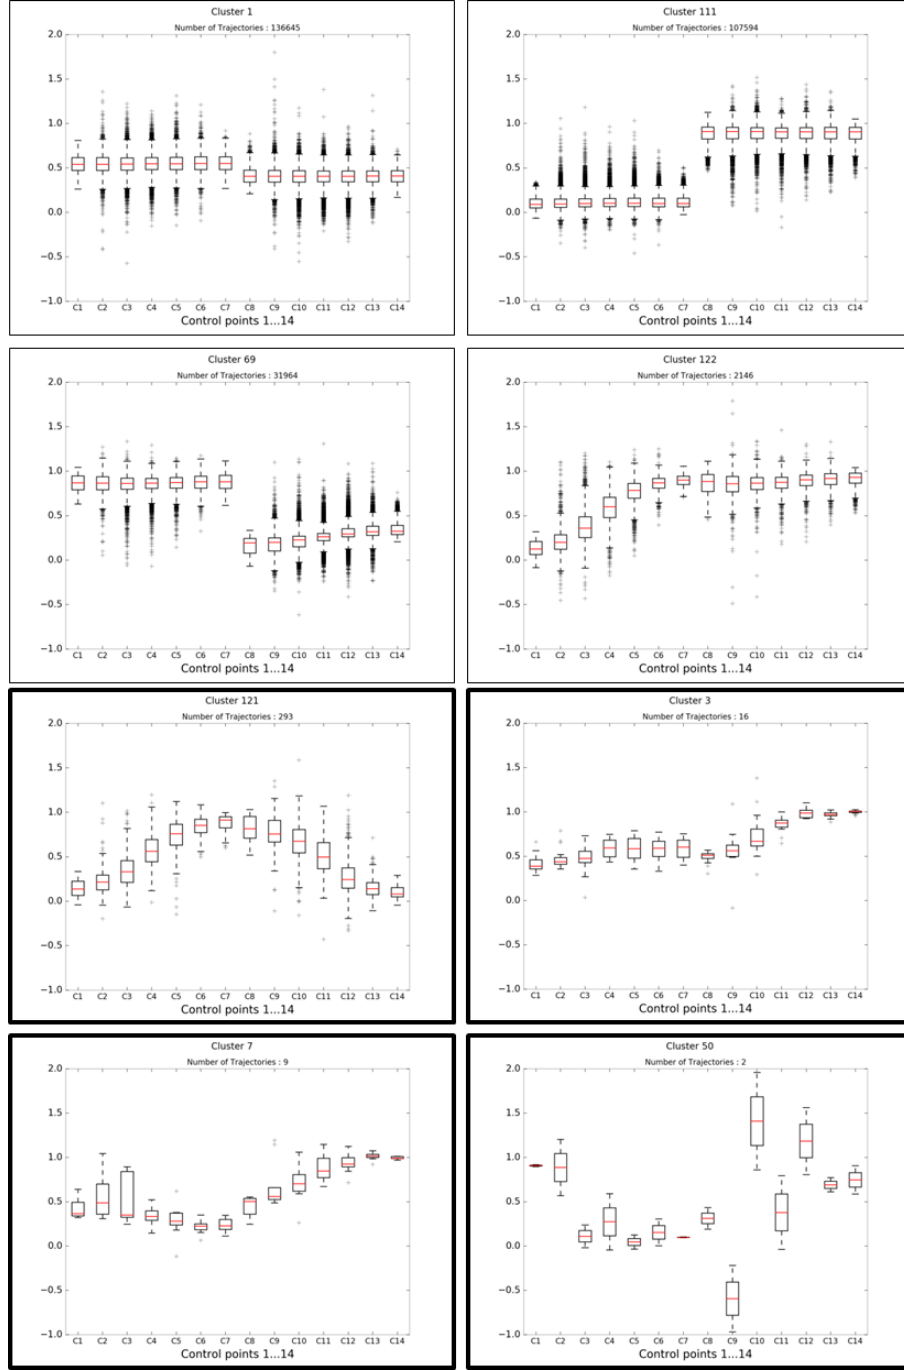 Cluster 1
Number of Trajectories : 136645
2.0
1.5
1.0
0.5
0.0
−0.5
−1.0
C1 C2 C3 C4 C5 C6 C7 C8 C9 C10 C11 C12 C13 C14
Control points 1...14
Cluster 111
Number of Trajectories : 107594
2.0
1.5
1.0
0.5
0.0
−0.5
−1.0
C1 C2 C3 C4 C5 C6 C7 C8 C9 C10 C11 C12 C13 C14
Control points 1...14
Cluster 69
Number of Trajectories : 31964
2.0
1.5
1.0
0.5
0.0
−0.5
−1.0
C1 C2 C3 C4 C5 C6 C7 C8 C9 C10 C11 C12 C13 C14
Control points 1...14
Cluster 122
Number of Trajectories : 2146
2.0
1.5
1.0
0.5
0.0
−0.5
−1.0
C1 C2 C3 C4 C5 C6 C7 C8 C9 C10 C11 C12 C13 C14
Control points 1...14
Cluster 121
Number of Trajectories : 293
2.0
1.5
1.0
0.5
0.0
−0.5
−1.0
C1 C2 C3 C4 C5 C6 C7 C8 C9 C10 C11 C12 C13 C14
Control points 1...14
Cluster 3
Number of Trajectories : 16
2.0
1.5
1.0
0.5
0.0
−0.5
−1.0
C1 C2 C3 C4 C5 C6 C7 C8 C9 C10 C11 C12 C13 C14
Control points 1...14
Cluster 7
Number of Trajectories : 9
2.0
1.5
1.0
0.5
0.0
−0.5
−1.0
C1 C2 C3 C4 C5 C6 C7 C8 C9 C10 C11 C12 C13 C14
Control points 1...14
Cluster 50
Number of Trajectories : 2
2.0
1.5
1.0
0.5
0.0
−0.5
−1.0
C1 C2 C3 C4 C5 C6 C7 C8 C9 C10 C11 C12 C13 C14
Control points 1...14